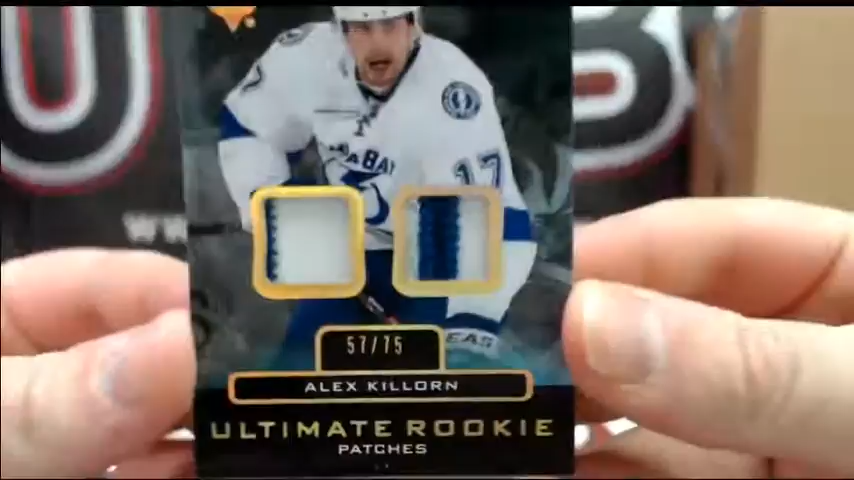 17
57/75
ALEX KILLORN
ULTIMATE ROOKIE
PATCHES